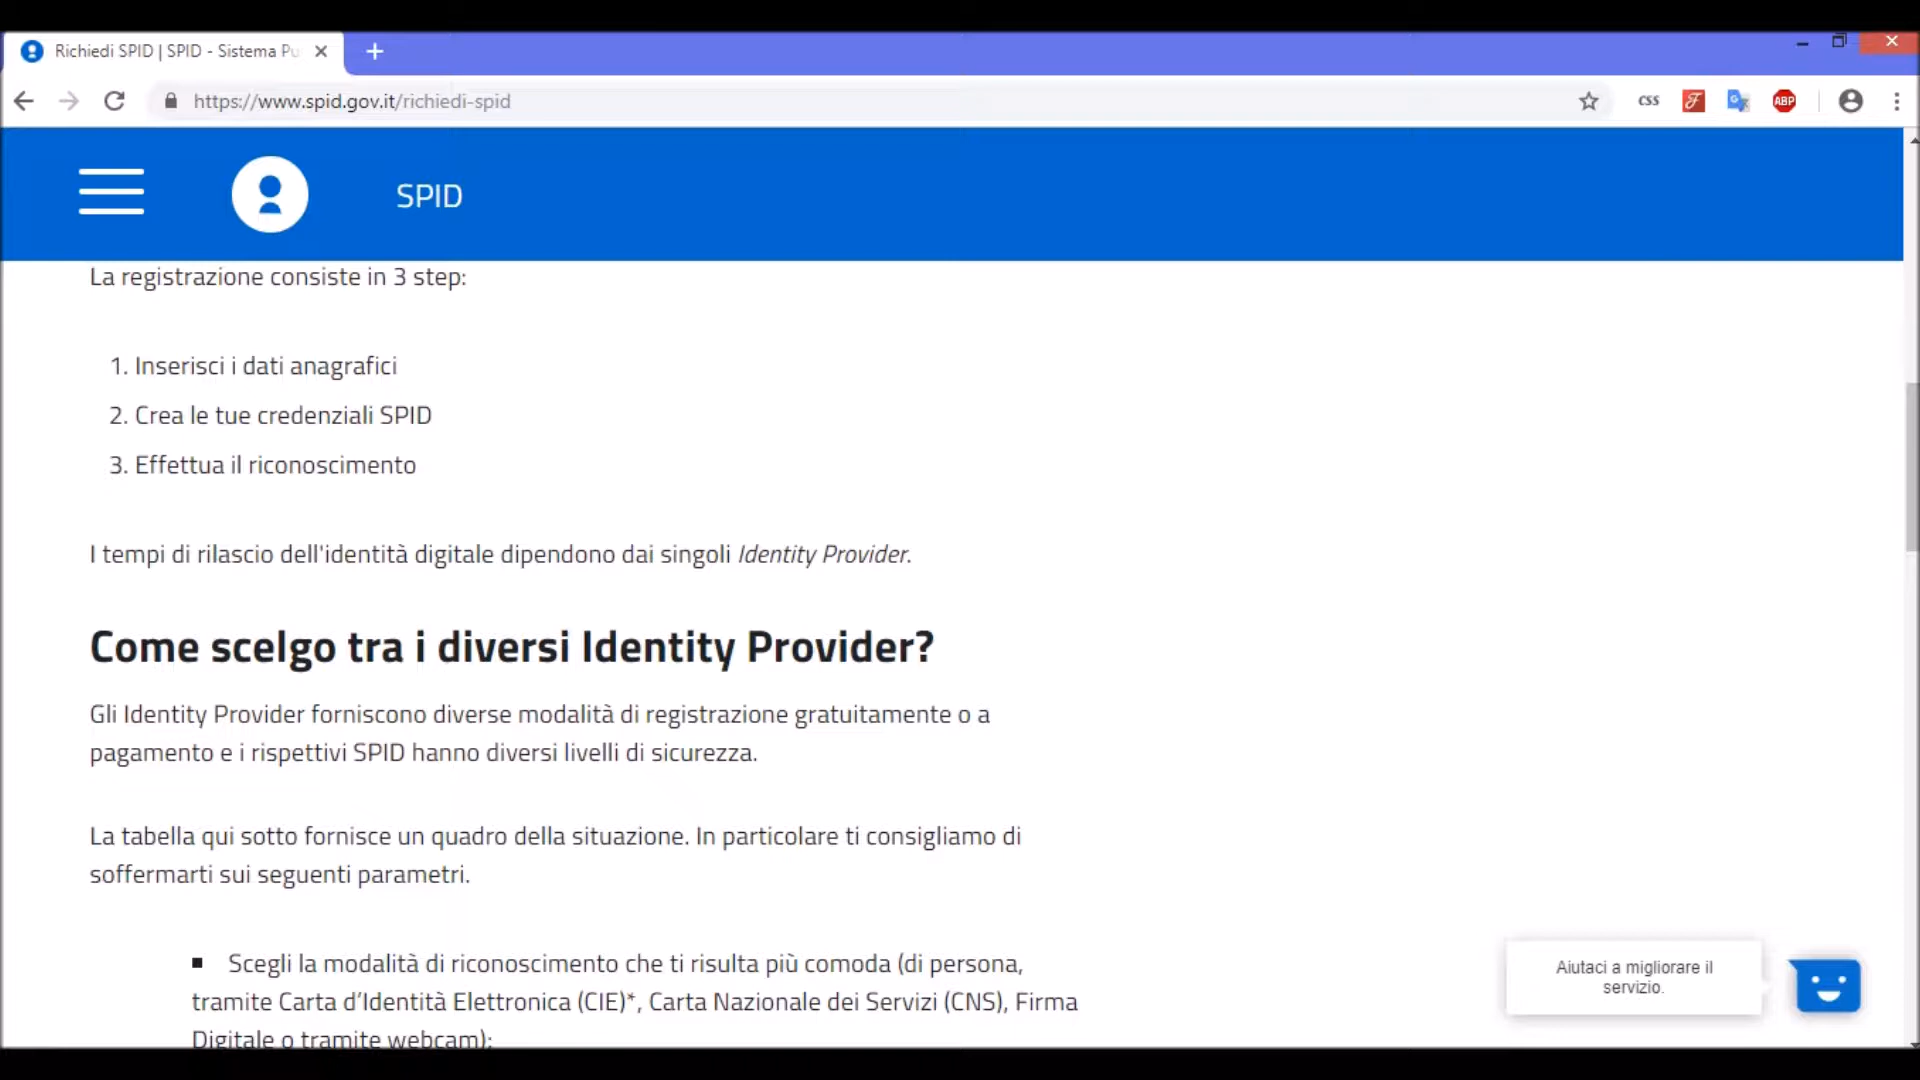 Richiedi SPID | SPID - Sistema Pu
https://www.spid.gov.it/richiedi-spid
CSS
ABP
SPID
La registrazione consiste in 3 step:
1. Inserisci i dati anagrafici
2. Crea le tue credenziali SPID
3. Effettua il riconoscimento
I tempi di rilascio dell'identità digitale dipendono dai singoli Identity Provider.
Come scelgo tra i diversi Identity Provider?
Gli Identity Provider forniscono diverse modalità di registrazione gratuitamente o a
pagamento e i rispettivi SPID hanno diversi livelli di sicurezza.
La tabella qui sotto fornisce un quadro della situazione. In particolare ti consigliamo di
soffermarti sui seguenti parametri.
▪ Scegli la modalità di riconoscimento che ti risulta più comoda (di persona,
tramite Carta d’Identità Elettronica (CIE)*, Carta Nazionale dei Servizi (CNS), Firma
Digitale o tramite webcam);
Aiutaci a migliorare il
servizio.